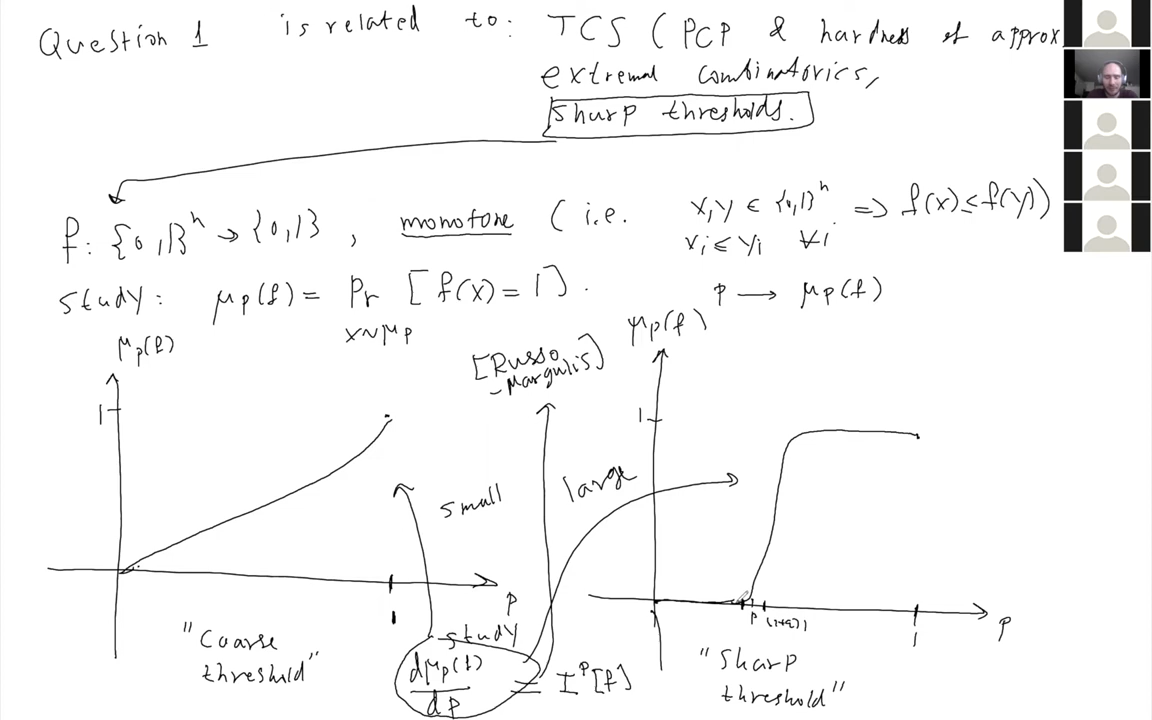 Question 1 is related to: TCS (PCP & hardness of approx
extremal combinatorics,
sharp thresholds.
f: {0,1}ⁿ → {0,1}, monotone (i.e. x,y ∈ {0,1}ⁿ => f(x) ≤ f(y))
xi ≤ yi ∀i
study: μp(f) = Pr [f(x) = 1]. p → μp(f)
x~μp
μp(f)
[Russo
-Margulis]
μp(f)
1
1
small
large
p
1
study
p
1
p
"Coarse
threshold"
dμp(f)
dp
= Iᵖ[f]
"Sharp
threshold"